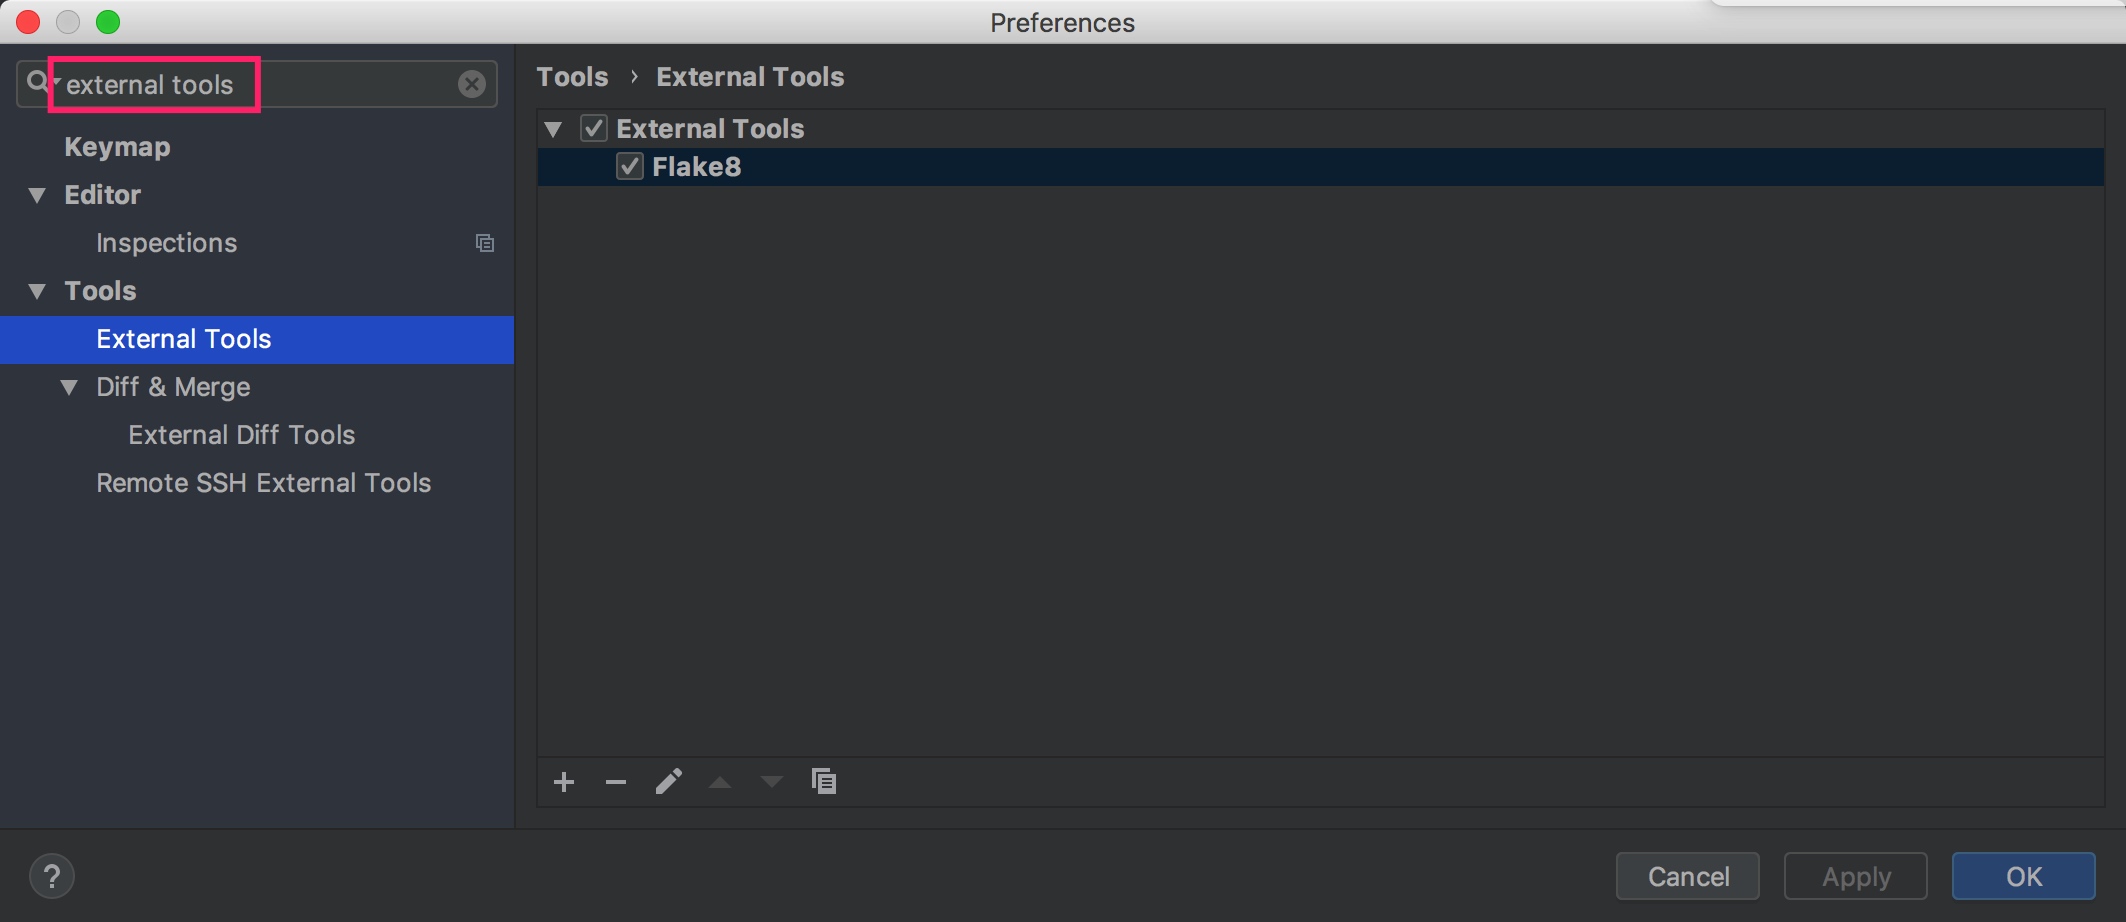 Preferences
external tools
Keymap
Editor
Inspections
Tools
External Tools
Diff & Merge
External Diff Tools
Remote SSH External Tools
Tools › External Tools
External Tools
Flake8
?
Cancel
Apply
OK